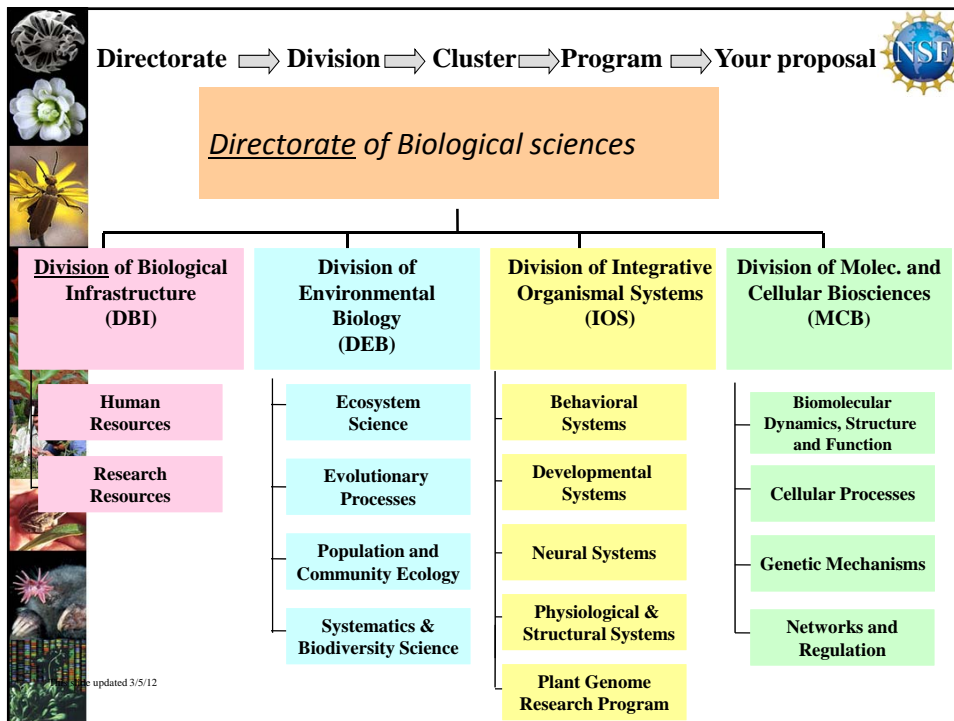 Directorate Division Cluster Program Your proposal
NSF
Directorate of Biological sciences
Division of Biological
Infrastructure
(DBI)
Division of
Environmental
Biology
(DEB)
Division of Integrative
Organismal Systems
(IOS)
Division of Molec. and
Cellular Biosciences
(MCB)
Human
Resources
Research
Resources
Ecosystem
Science
Evolutionary
Processes
Population and
Community Ecology
Systematics &
Biodiversity Science
Behavioral
Systems
Developmental
Systems
Neural Systems
Physiological &
Structural Systems
Plant Genome
Research Program
Biomolecular
Dynamics, Structure
and Function
Cellular Processes
Genetic Mechanisms
Networks and
Regulation
updated 3/5/12